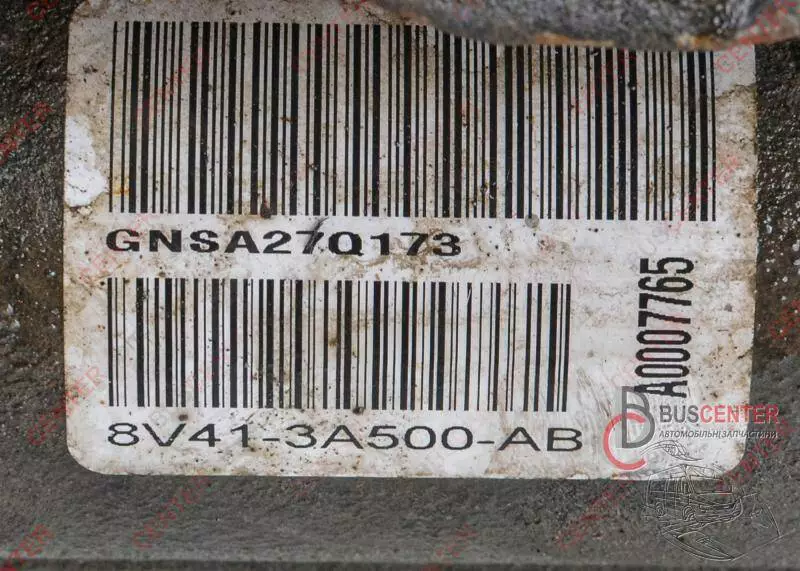 GNSA27Q173
A0007765
8V41-3A500-AB
BUSCENTER
АВТОМОБІЛЬНІ ЗАПЧАСТИНИ